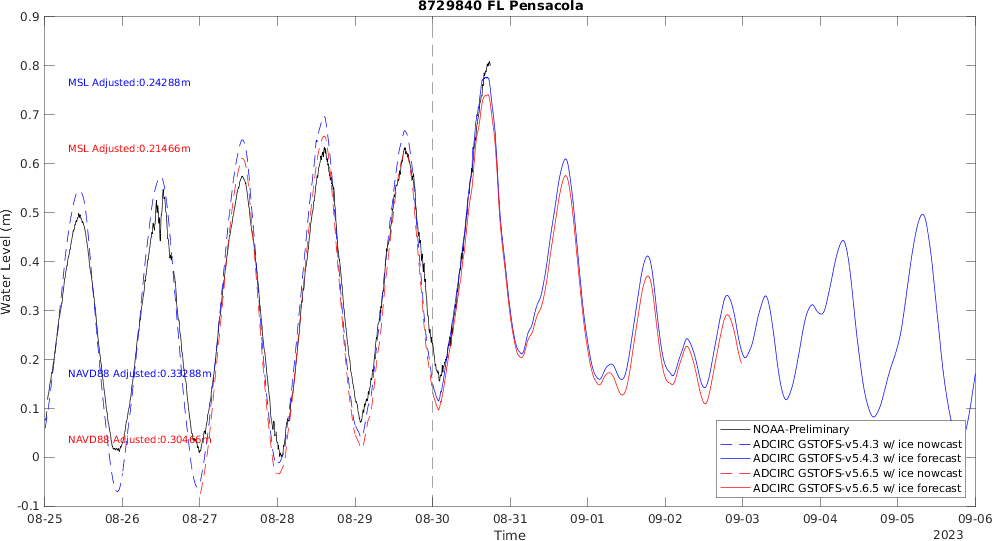 8729840 FL Pensacola
0.9
0.8
0.7
0.6
0.5
0.4
0.3
0.2
0.1
0
-0.1
Water Level (m)
MSL Adjusted:0.24288m
MSL Adjusted:0.21466m
NAVD88 Adjusted:0.33288m
NAVD88 Adjusted:0.30466m
NOAA-Preliminary
ADCIRC GSTOFS-v5.4.3 w/ ice nowcast
ADCIRC GSTOFS-v5.4.3 w/ ice forecast
ADCIRC GSTOFS-v5.6.5 w/ ice nowcast
ADCIRC GSTOFS-v5.6.5 w/ ice forecast
08-25 08-26 08-27 08-28 08-29 08-30 08-31 09-01 09-02 09-03 09-04 09-05 09-06
Time
2023